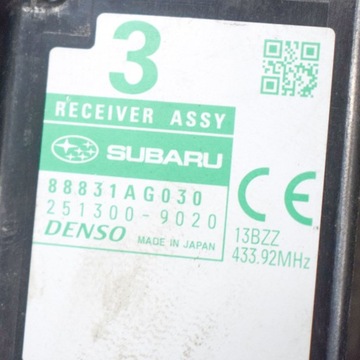 3
RECEIVER ASSY
SUBARU
88831AG030
251300-9020
DENSO MADE IN JAPAN
CE
13BZZ
433.92MHz